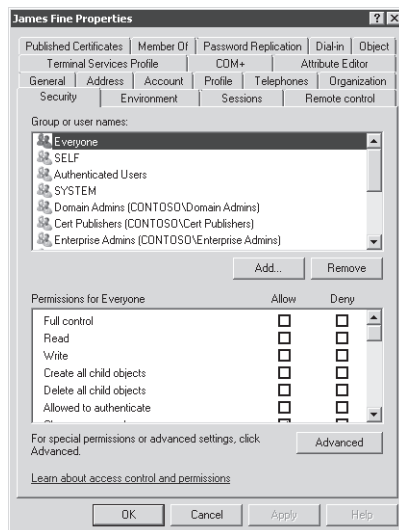 James Fine Properties
Published Certificates Member Of Password Replication Dial-in Object
Terminal Services Profile COM+ Attribute Editor
General Address Account Profile Telephones Organization
Security Environment Sessions Remote control
Group or user names:
Everyone
SELF
Authenticated Users
SYSTEM
Domain Admins (CONTOSO\Domain Admins)
Cert Publishers (CONTOSO\Cert Publishers)
Enterprise Admins (CONTOSO\Enterprise Admins)
Add... Remove
Permissions for Everyone Allow Deny
Full control
Read
Write
Create all child objects
Delete all child objects
Allowed to authenticate
For special permissions or advanced settings, click
Advanced.
Advanced
Learn about access control and permissions
OK Cancel Apply Help